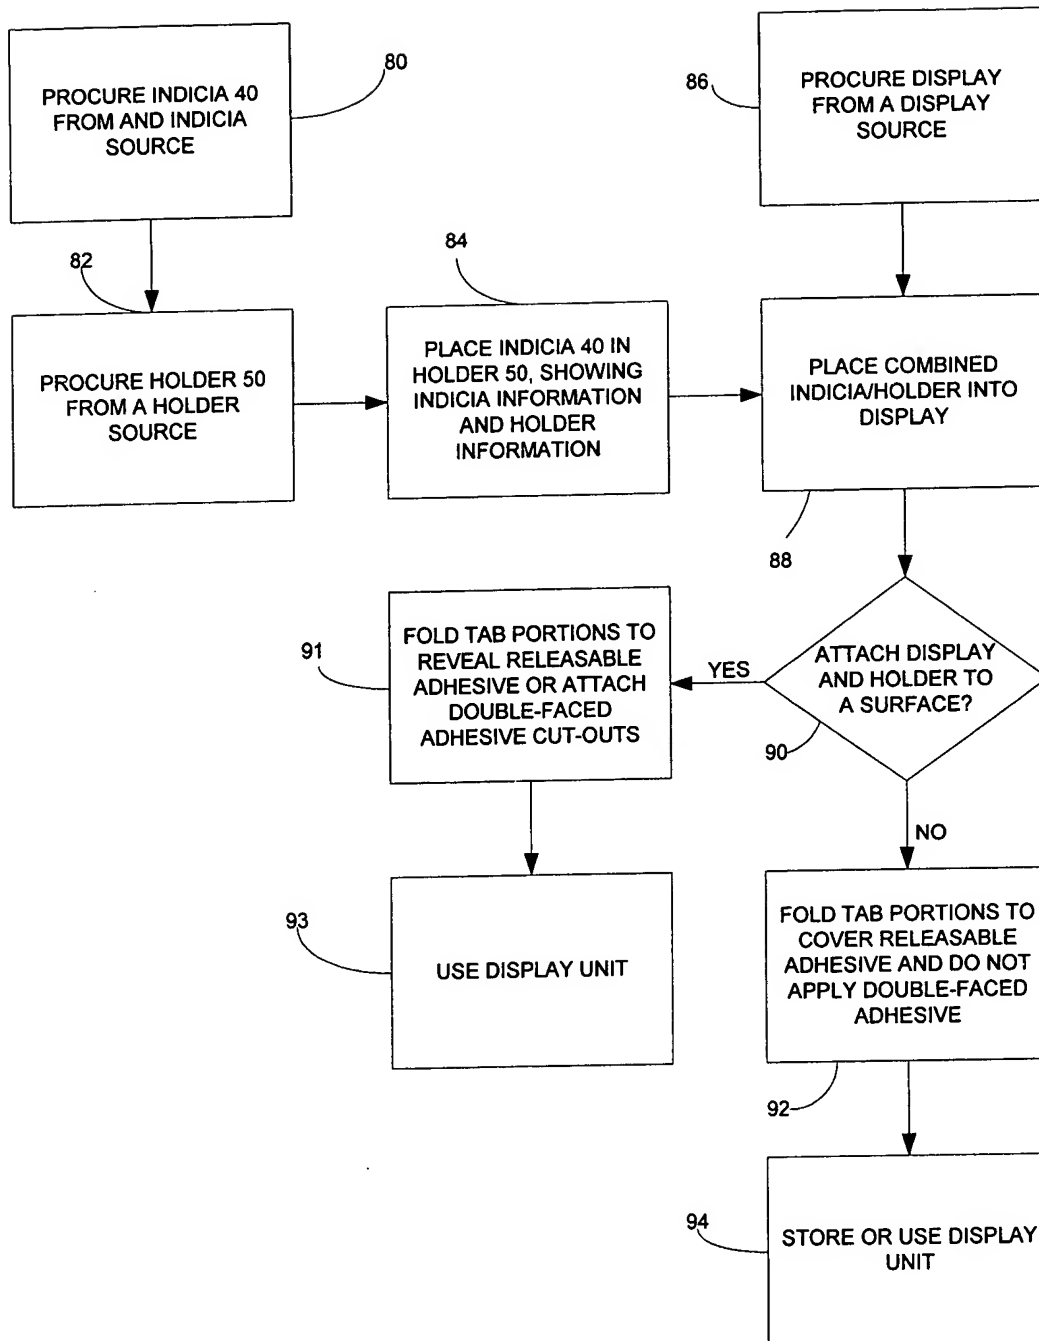 PROCURE INDICIA 40
FROM AND INDICIA
SOURCE
80
86
PROCURE DISPLAY
FROM A DISPLAY
SOURCE
82
PROCURE HOLDER 50
FROM A HOLDER
SOURCE
84
PLACE INDICIA 40 IN
HOLDER 50, SHOWING
INDICIA INFORMATION
AND HOLDER
INFORMATION
PLACE COMBINED
INDICIA/HOLDER INTO
DISPLAY
88
91
FOLD TAB PORTIONS TO
REVEAL RELEASABLE
ADHESIVE OR ATTACH
DOUBLE-FACED
ADHESIVE CUT-OUTS
YES
ATTACH DISPLAY
AND HOLDER TO
A SURFACE?
90
NO
93
USE DISPLAY UNIT
FOLD TAB PORTIONS TO
COVER RELEASABLE
ADHESIVE AND DO NOT
APPLY DOUBLE-FACED
ADHESIVE
92
94
STORE OR USE DISPLAY
UNIT